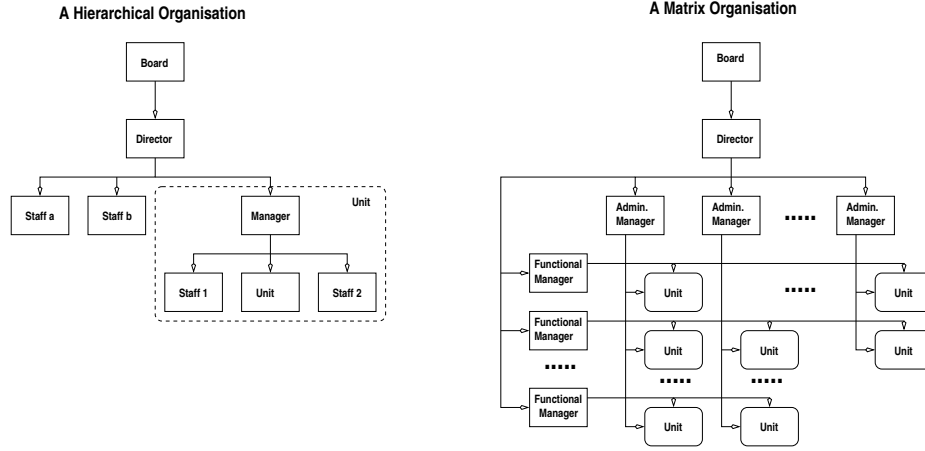 A Hierarchical Organisation
Board
Director
Staff a
Staff b
Manager
Unit
Staff 1
Unit
Staff 2
A Matrix Organisation
Board
Director
Admin.
Manager
Admin.
Manager
.....
Admin.
Manager
Functional
Manager
Unit
.....
Unit
Functional
Manager
Unit
Unit
Unit
.....
.....
.....
Functional
Manager
Unit
Unit